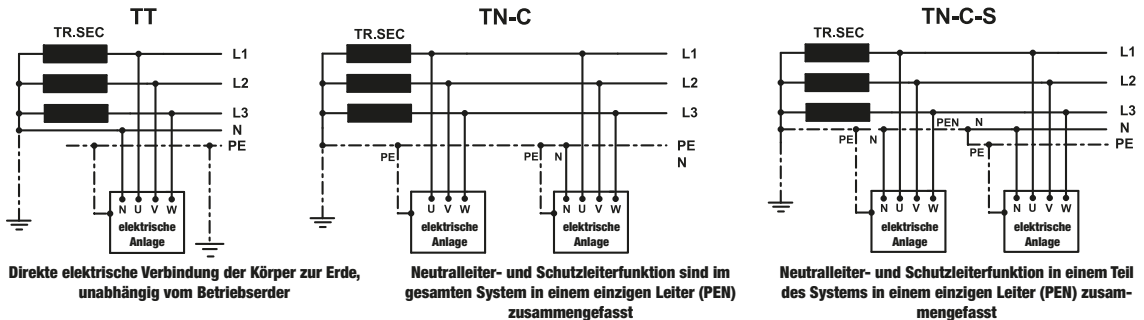 TT
TR.SEC
L1
L2
L3
N
PE
N U V W
elektrische
Anlage
Direkte elektrische Verbindung der Körper zur Erde,
unabhängig vom Betriebserder
TN-C
TR.SEC
L1
L2
L3
PE
N
PE
PE N
U V W
elektrische
Anlage
N U V W
elektrische
Anlage
Neutralleiter- und Schutzleiterfunktion sind im
gesamten System in einem einzigen Leiter (PEN)
zusammengefasst
TN-C-S
TR.SEC
L1
L2
L3
PEN N
N
PE N
PE
PE
N U V W
elektrische
Anlage
N U V W
elektrische
Anlage
Neutralleiter- und Schutzleiterfunktion in einem Teil
des Systems in einem einzigen Leiter (PEN) zusam-
mengefasst